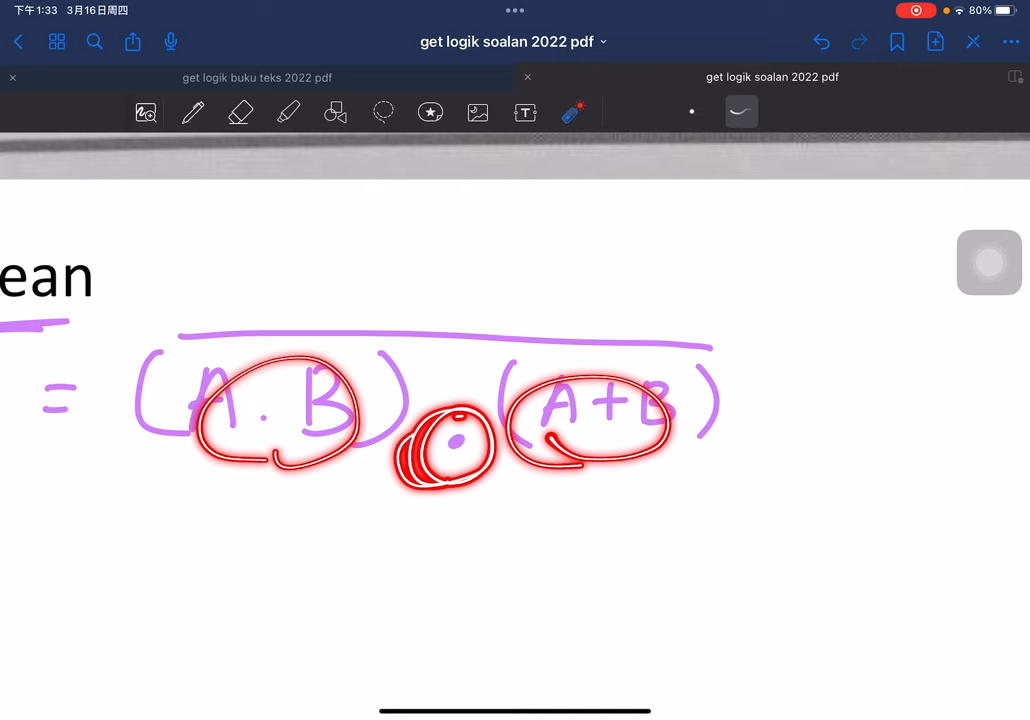 下午1:33 3月16日周四
80%
get logik soalan 2022 pdf
get logik buku teks 2022 pdf
get logik soalan 2022 pdf
T
ean
= (A . B) . (A + B)